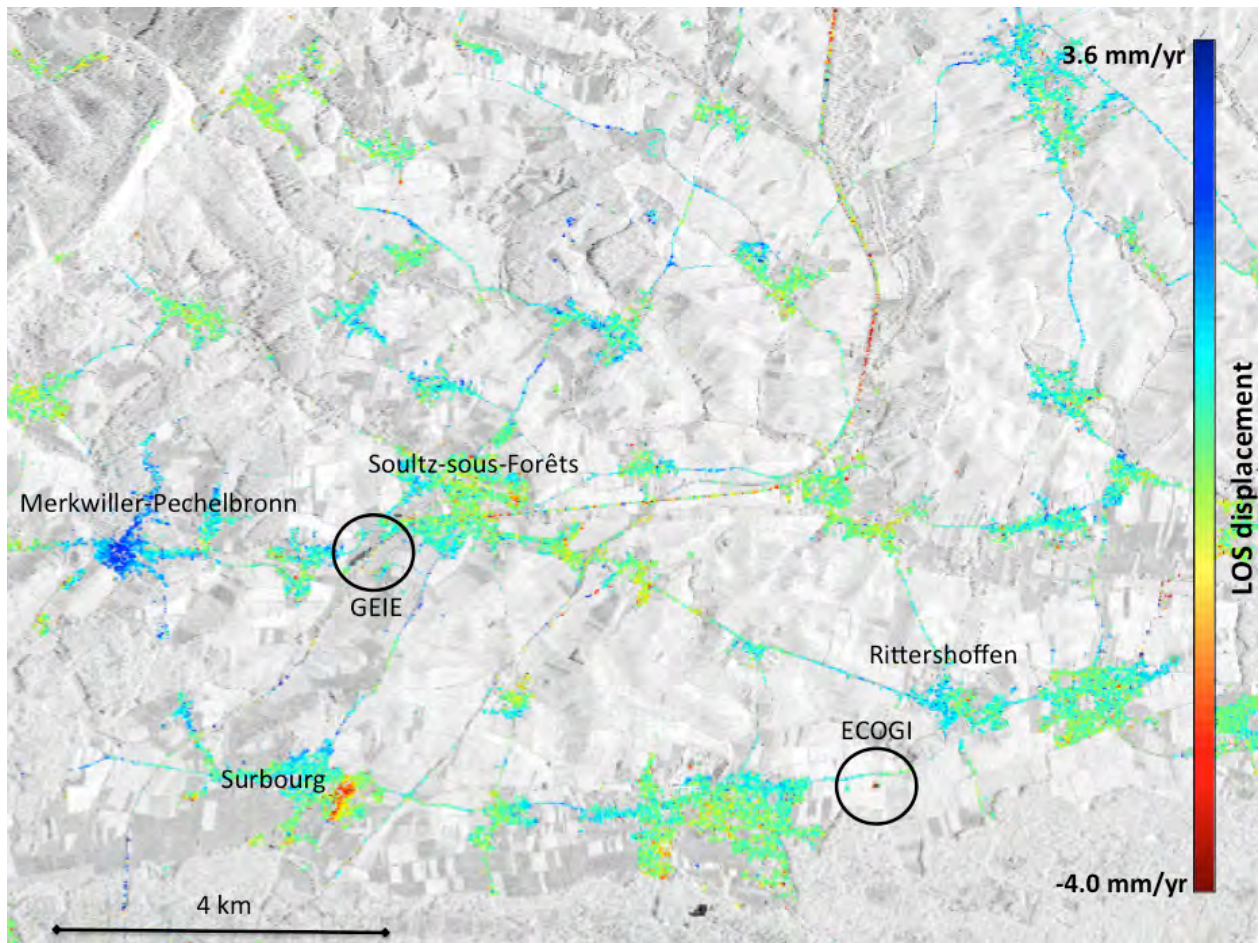 3.6 mm/yr
LOS displacement
Soultz-sous-Forêts
Merkwiller-Pechelbronn
GEIE
Rittershoffen
ECOGI
Surbourg
-4.0 mm/yr
4 km